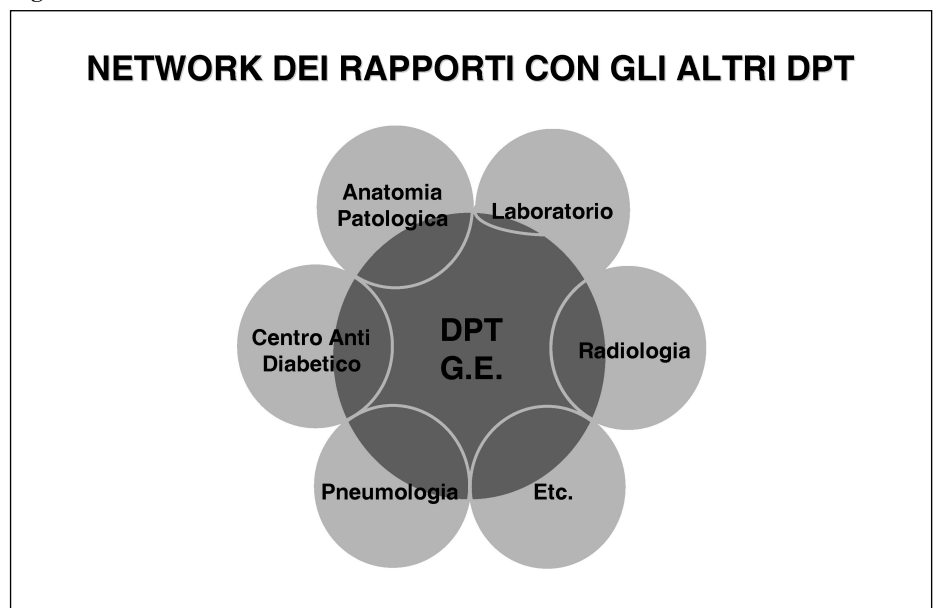 NETWORK DEI RAPPORTI CON GLI ALTRI DPT
Anatomia
Patologica
Laboratorio
Centro Anti
Diabetico
DPT
G.E.
Radiologia
Pneumologia
Etc.